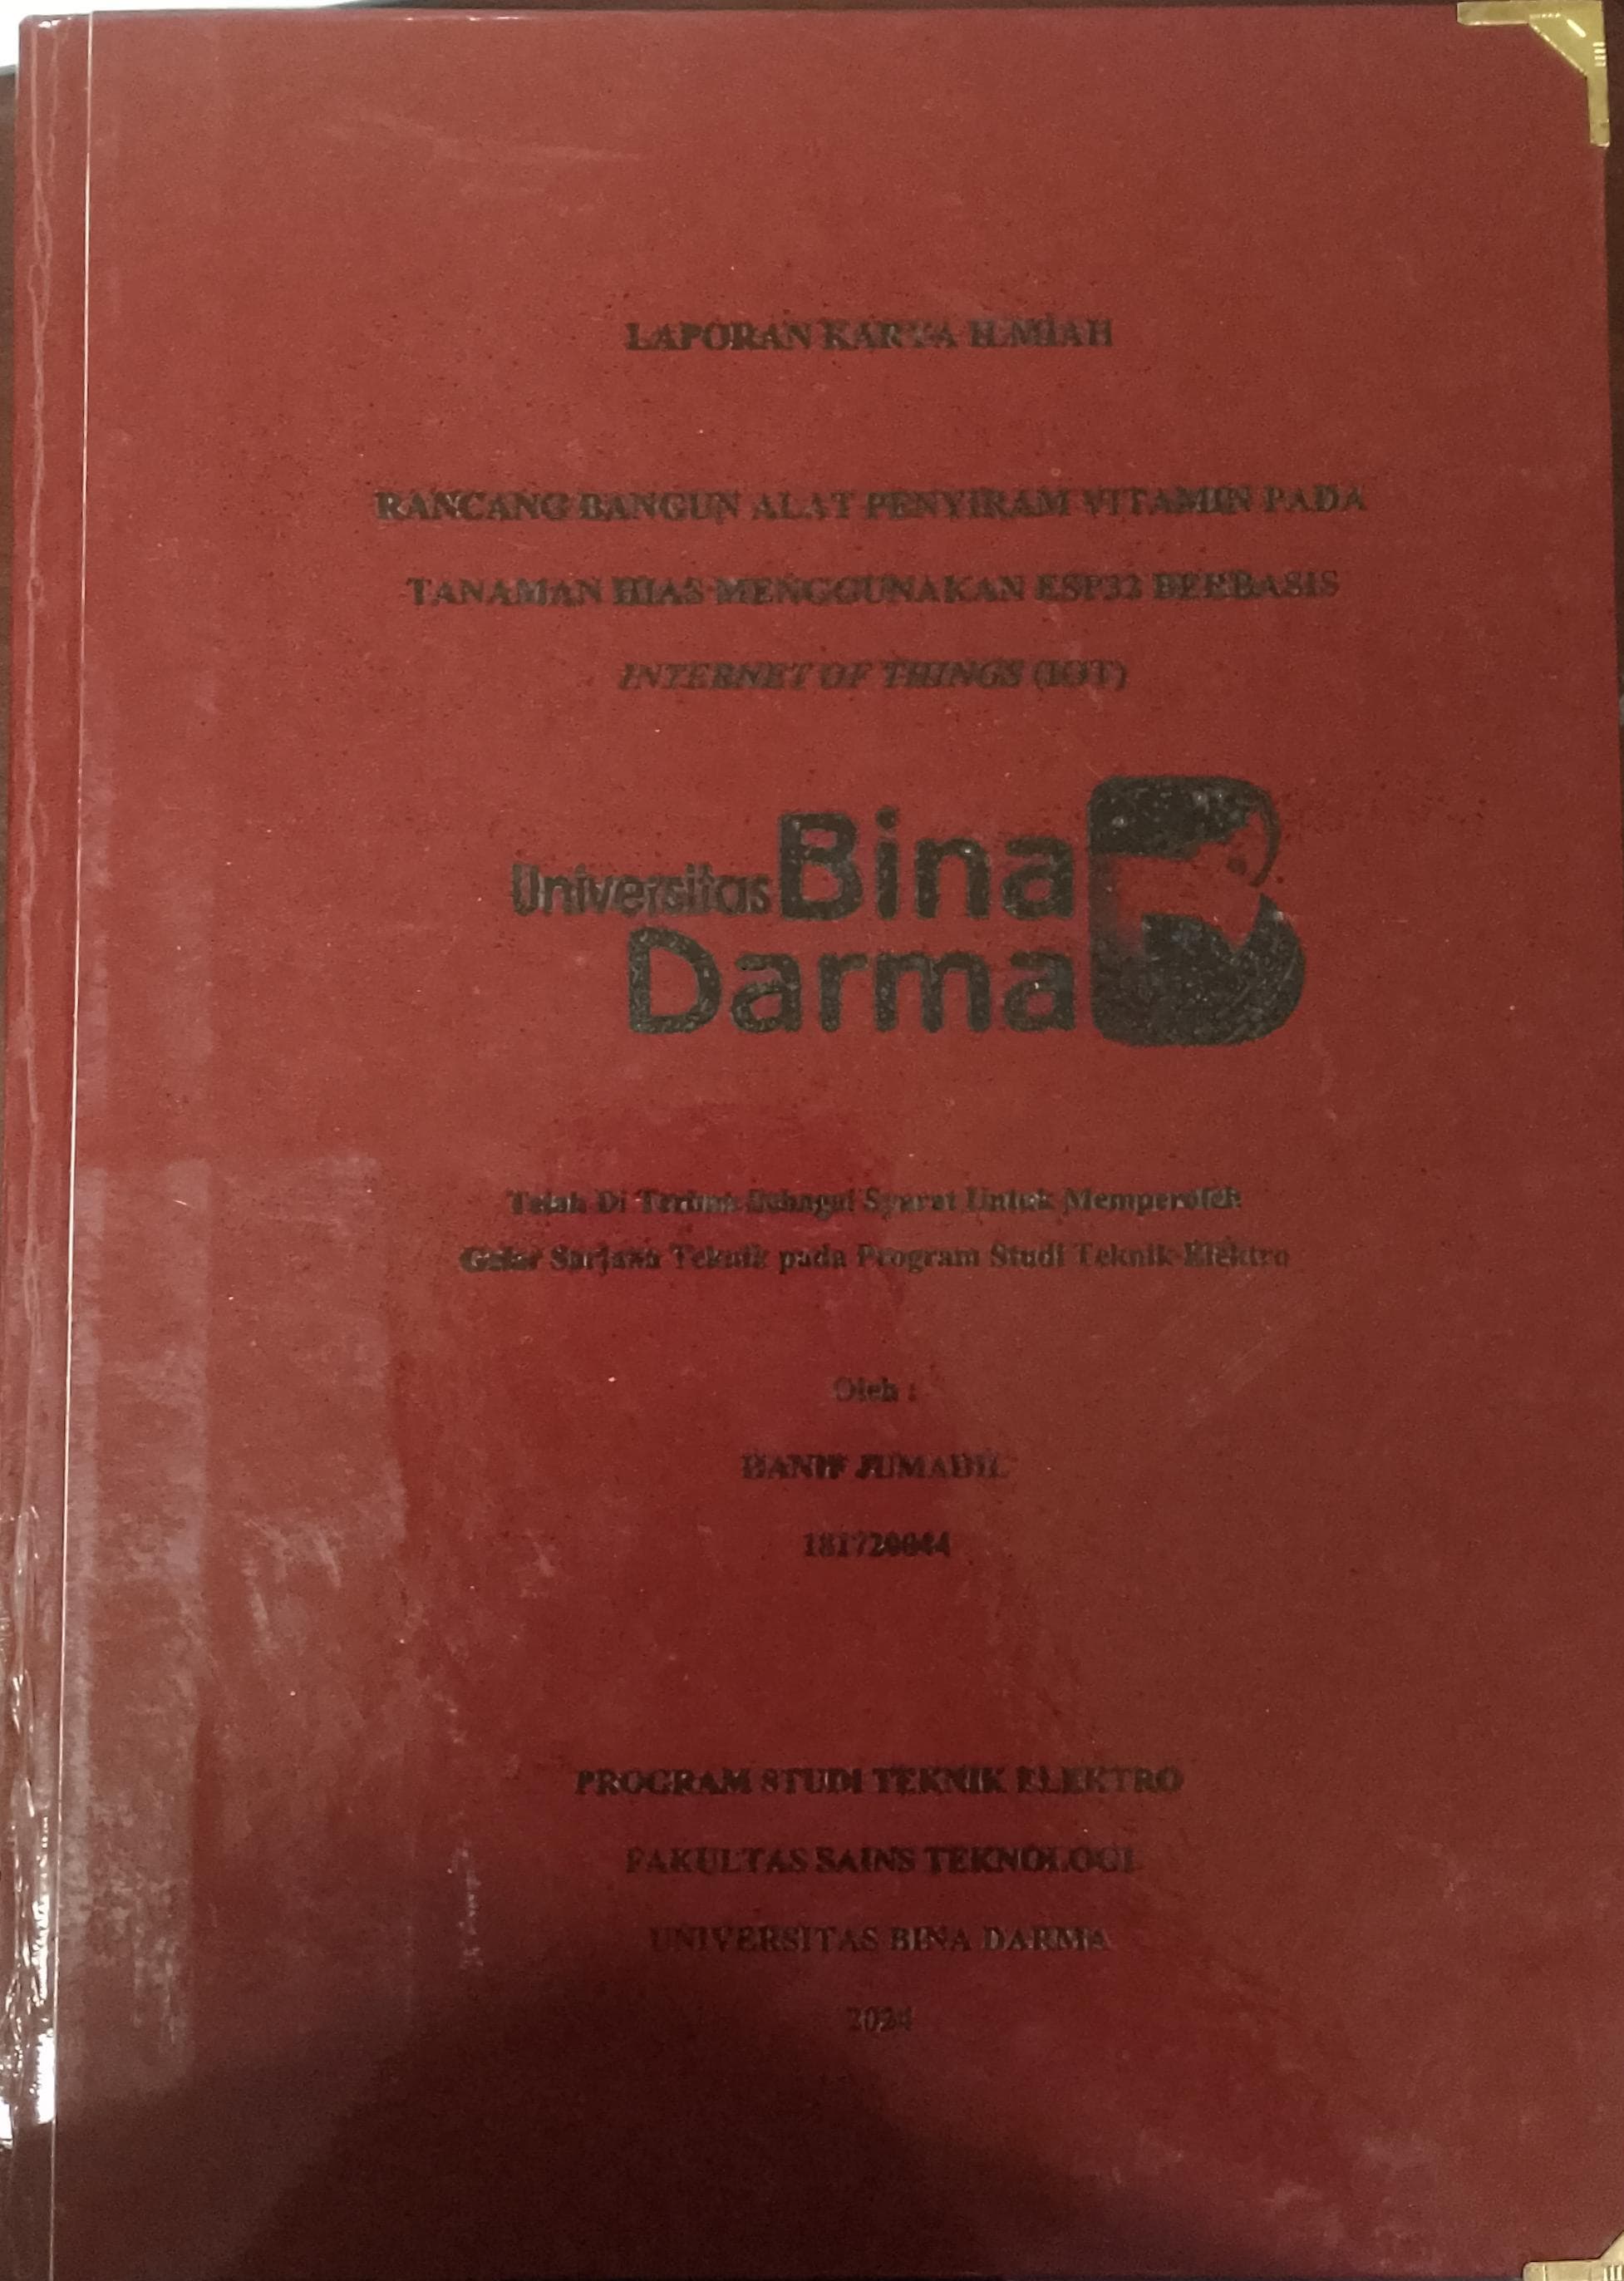 LAPORAN KARYA ILMIAH
RANCANG BANGUN ALAT PENYIRAM VITAMIN PADA
TANAMAN HIAS MENGGUNAKAN ESP32 BERBASIS
INTERNET OF THINGS (IOT)
Universitas Bina
Darma
Telah Di Terima Sebagai Syarat Untuk Memperoleh
Gelar Sarjana Teknik pada Program Studi Teknik Elektro
Oleh :
HANIF JUMADIL
181720044
PROGRAM STUDI TEKNIK ELEKTRO
FAKULTAS SAINS TEKNOLOGI
UNIVERSITAS BINA DARMA
2024